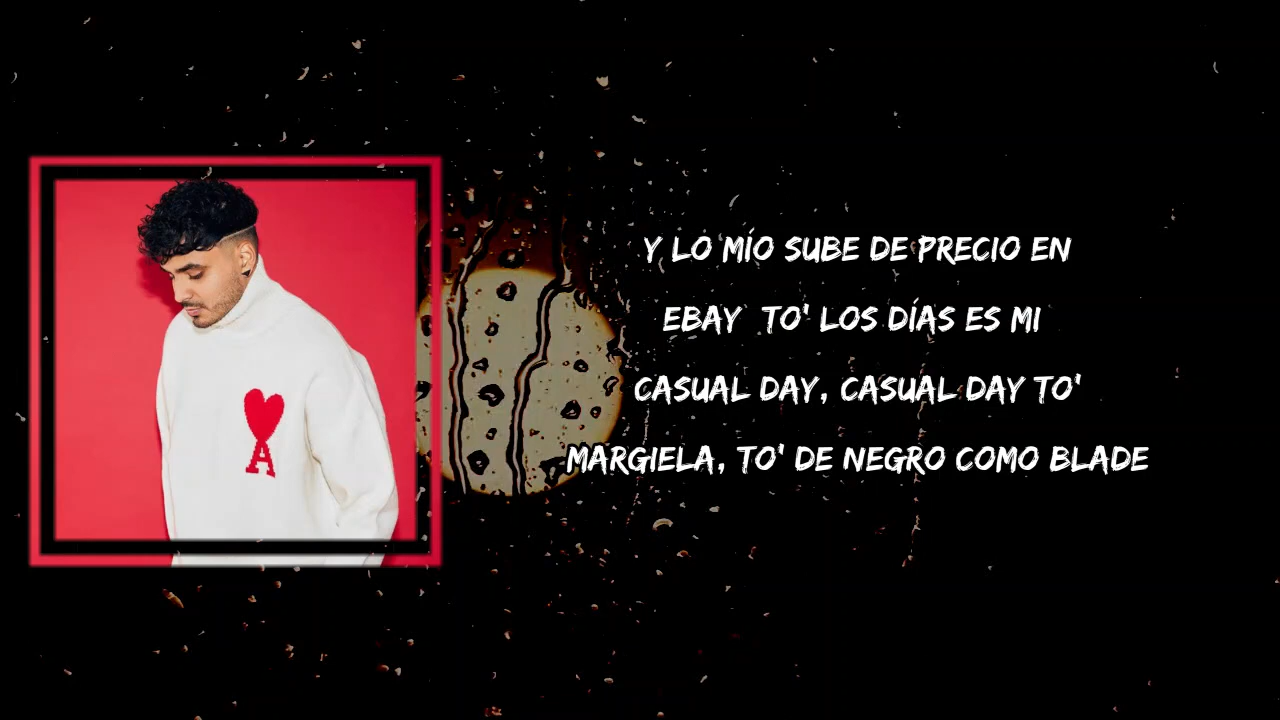 A
Y LO MÍO SUBE DE PRECIO EN
EBAY  TO' LOS DÍAS ES MI
CASUAL DAY, CASUAL DAY TO'
MARGIELA, TO' DE NEGRO COMO BLADE